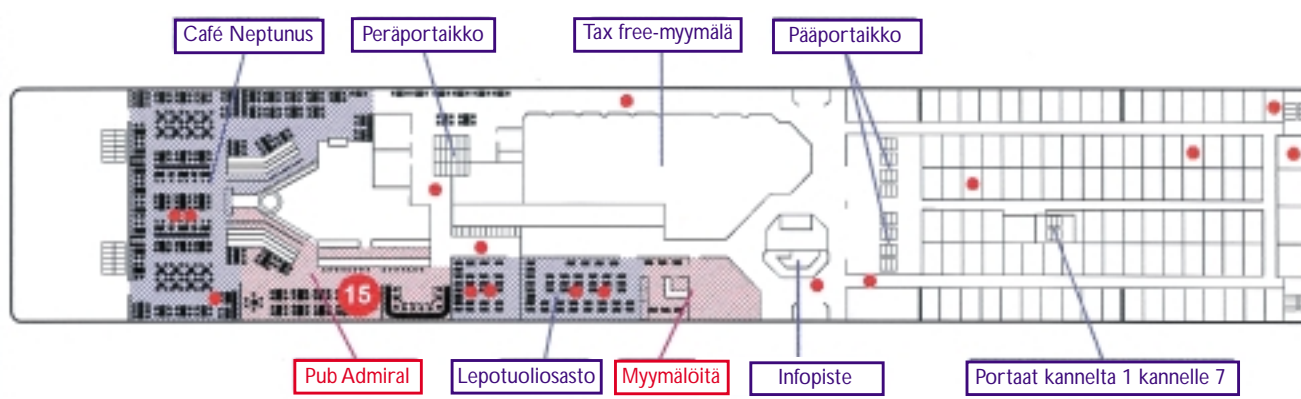 Café Neptunus
Peräportaikko
Tax free-myymälä
Pääportaikko
15
Pub Admiral
Lepotuoliosasto
Myymälöitä
Infopiste
Portaat kannelta 1 kannelle 7